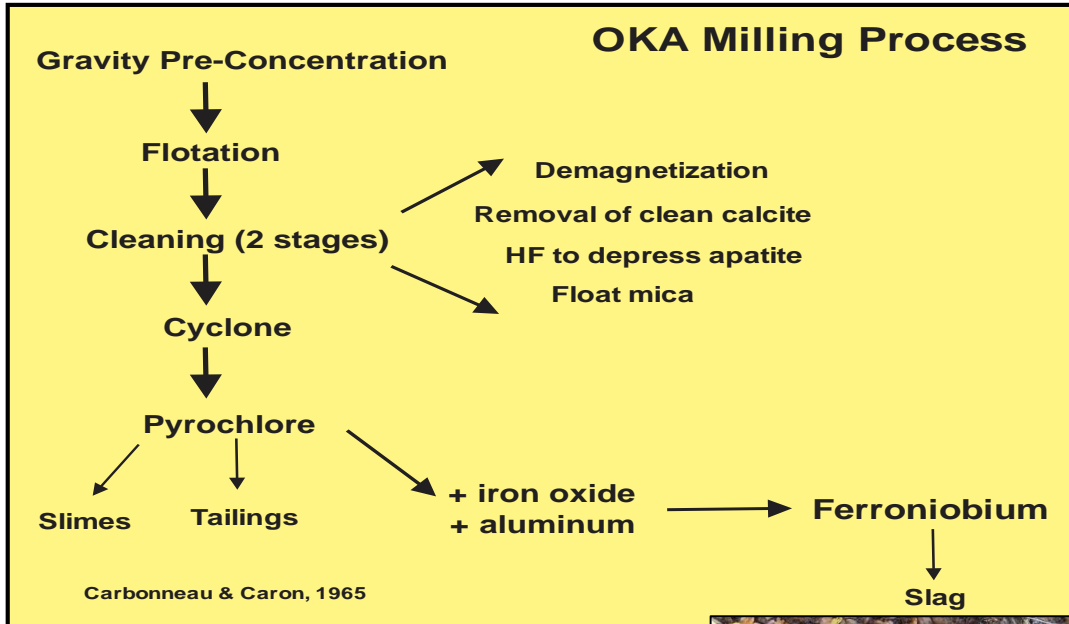 OKA Milling Process
Gravity Pre-Concentration
Flotation
Demagnetization
Removal of clean calcite
Cleaning (2 stages)
HF to depress apatite
Float mica
Cyclone
Pyrochlore
+ iron oxide
+ aluminum
Ferroniobium
Slimes
Tailings
Carbonneau & Caron, 1965
Slag